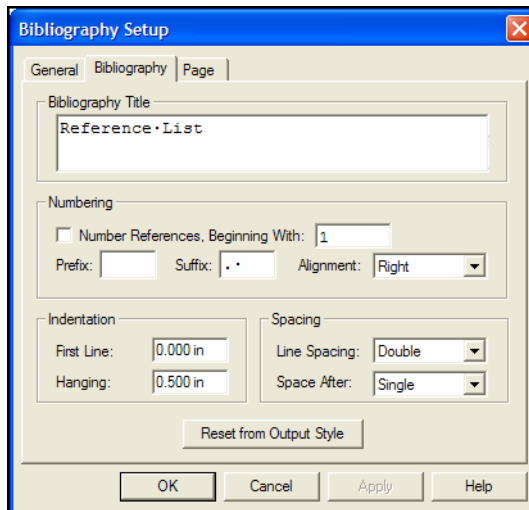 Bibliography Setup
General Bibliography Page
Bibliography Title
Reference·List
Numbering
Number References, Beginning With: 1
Prefix: Suffix: .· Alignment: Right
Indentation Spacing
First Line: 0.000 in Line Spacing: Double
Hanging: 0.500 in Space After: Single
Reset from Output Style
OK Cancel Apply Help